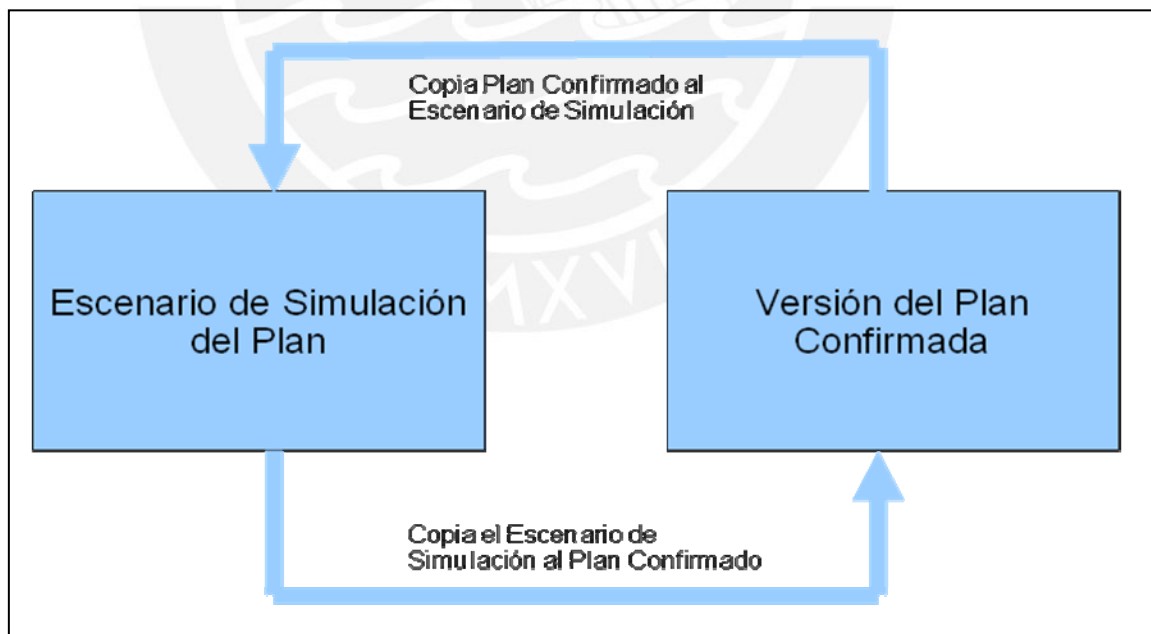 Copia Plan Confirmado al
Escenario de Simulación
Escenario de Simulación
del Plan
Versión del Plan
Confirmada
MXVI
Copia el Escenario de
Simulación al Plan Confirmado